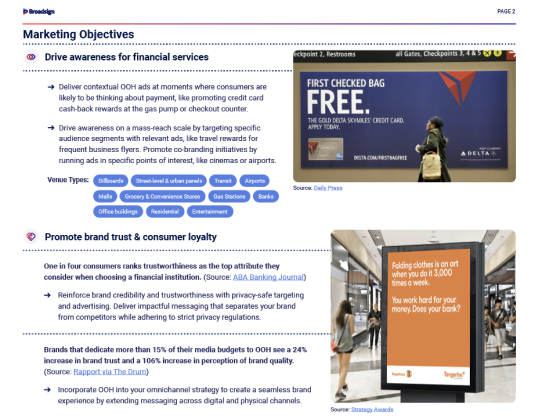 Broadsign
PAGE 2
Marketing Objectives
Drive awareness for financial services
➔ Deliver contextual OOH ads at moments where consumers are
likely to be thinking about payment, like promoting credit card
cash-back rewards at the gas pump or checkout counter.
➔ Drive awareness on a mass-reach scale by targeting specific
audience segments with relevant ads, like travel rewards for
frequent business flyers. Promote co-branding initiatives by
running ads in specific points of interest, like cinemas or airports.
Venue Types:
Billboards
Street-level & urban panels
Transit
Airports
Malls
Grocery & Convenience Stores
Gas Stations
Banks
Office buildings
Residential
Entertainment
eckpoint 2, Restrooms
all Gates, Checkpoints 3, 4 & 5
FIRST CHECKED BAG
FREE.
THE GOLD DELTA SKYMILES® CREDIT CARD.
APPLY TODAY.
DELTA.COM/FIRSTBAGFREE
DELTA
Source: Daily Press
Promote brand trust & consumer loyalty
One in four consumers ranks trustworthiness as the top attribute they
consider when choosing a financial institution. (Source: ABA Banking Journal)
➔ Reinforce brand credibility and trustworthiness with privacy-safe targeting
and advertising. Deliver impactful messaging that separates your brand
from competitors while adhering to strict privacy regulations.
Brands that dedicate more than 15% of their media budgets to OOH see a 24%
increase in brand trust and a 106% increase in perception of brand quality.
(Source: Rapport via The Drum)
➔ Incorporate OOH into your omnichannel strategy to create a seamless brand
experience by extending messaging across digital and physical channels.
Folding clothes is an art
when you do it 3,000
times a week.
You work hard for your
money. Does your bank?
Tangerine
Source: Strategy Awards